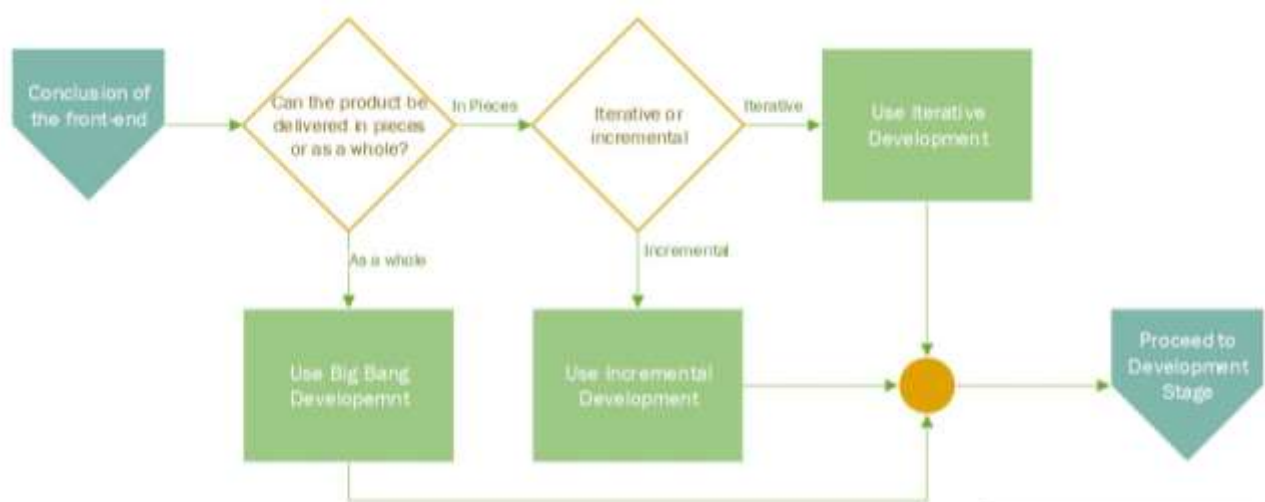 Conclusion of
the front-end
Can the product be
delivered in pieces
or as a whole?
In Pieces
Iterative or
incremental
Iterative
Use Iterative
Development
As a whole
Incremental
Use Big Bang
Developemnt
Use Incremental
Development
Proceed to
Development
Stage